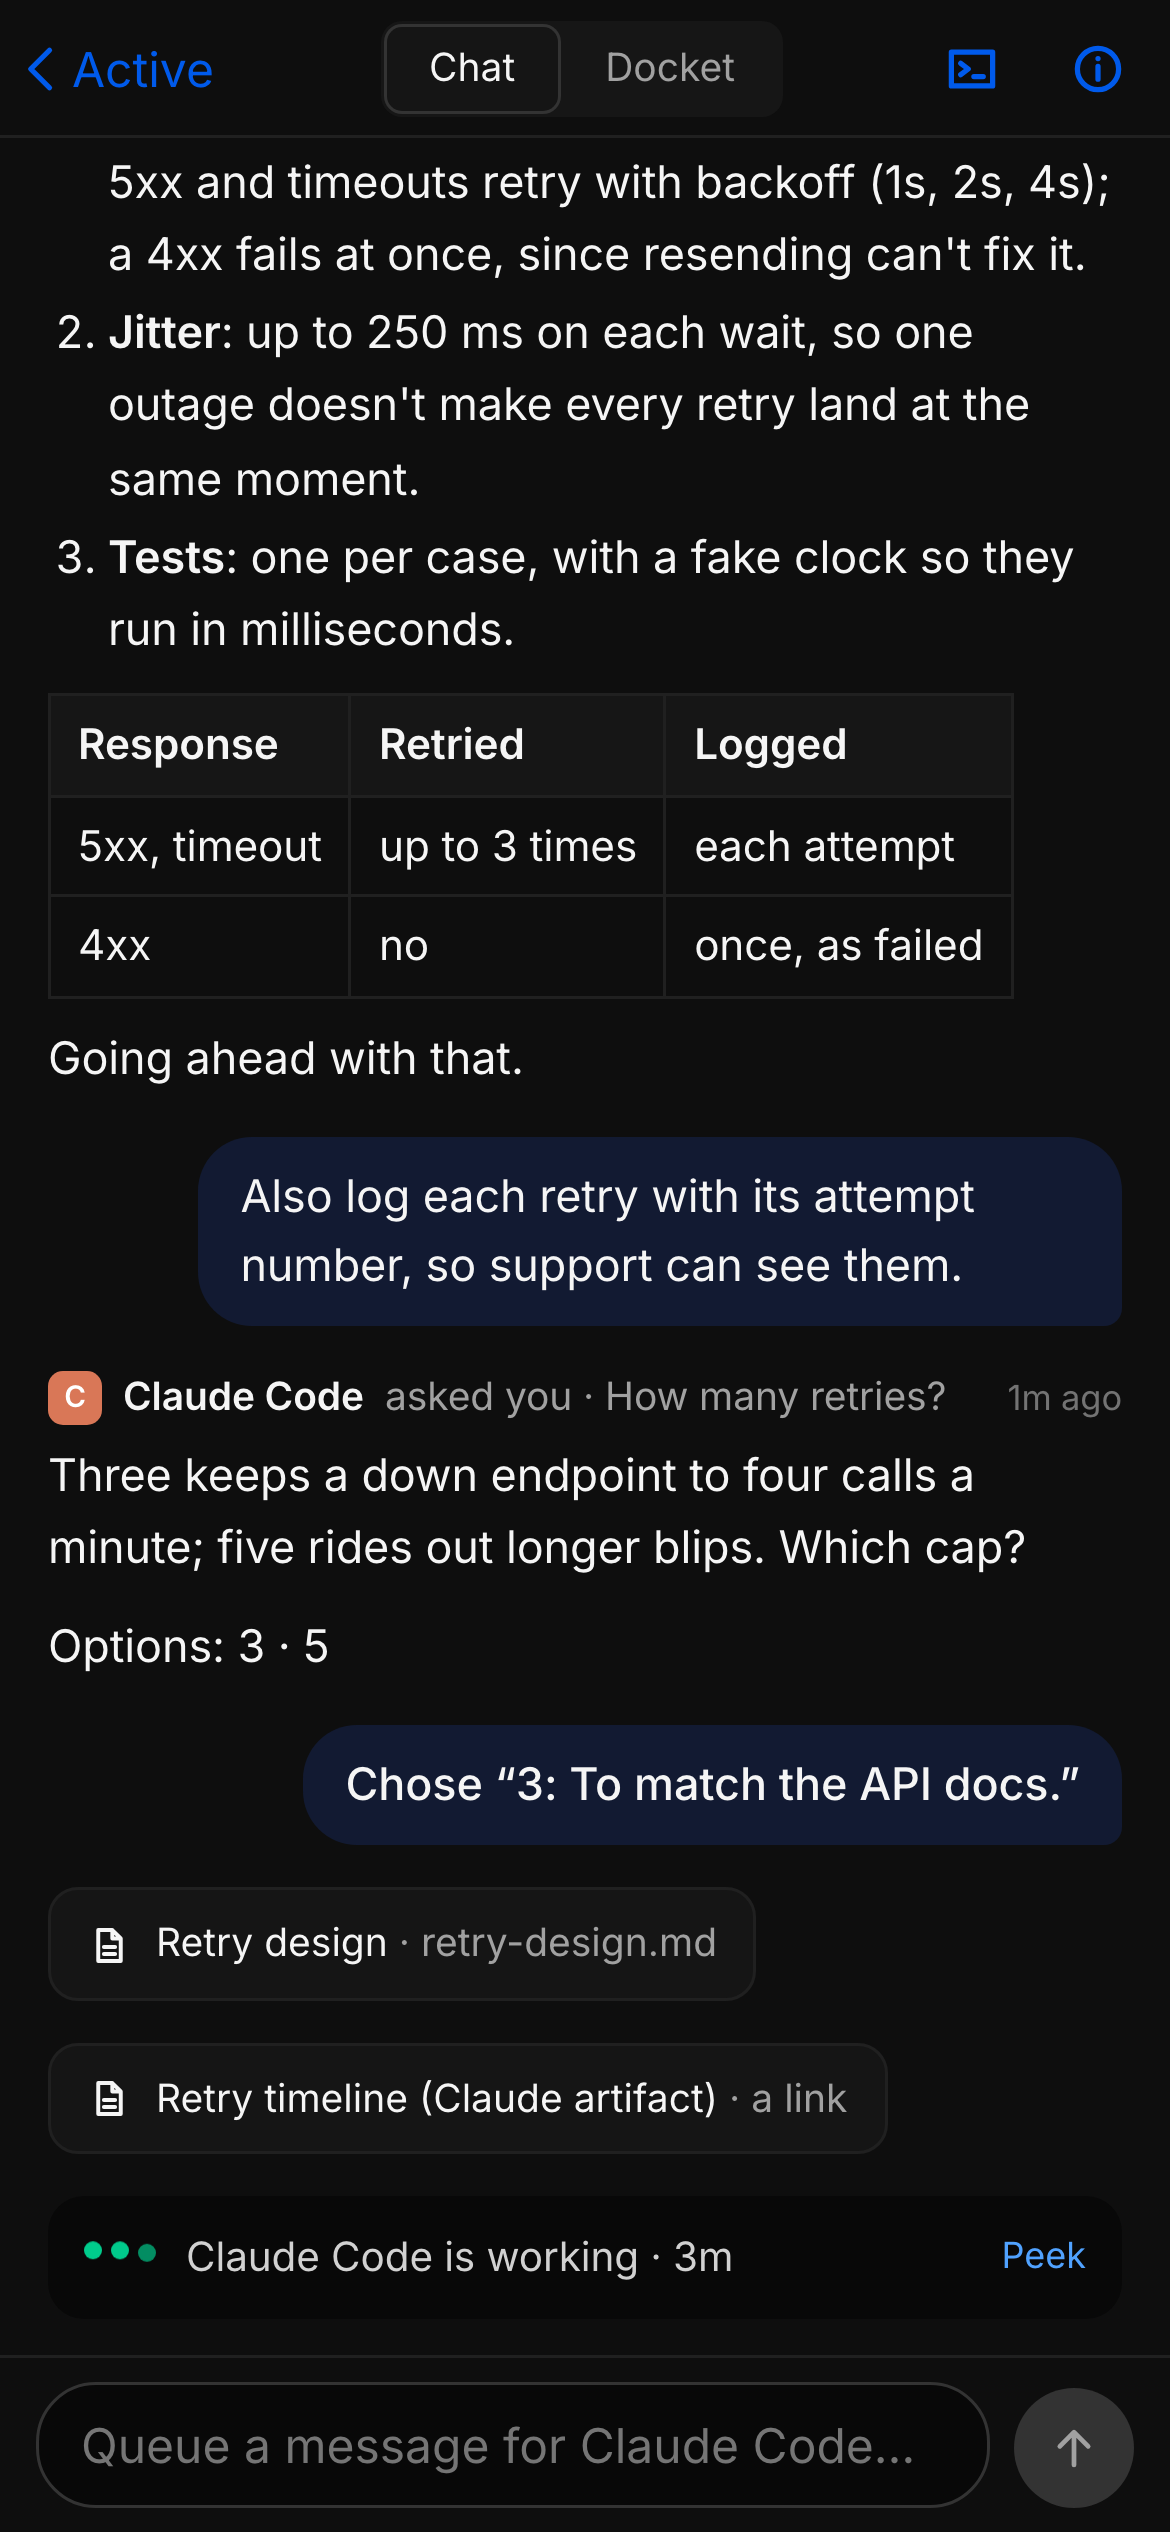 Active
Chat
Docket
5xx and timeouts retry with backoff (1s, 2s, 4s);
a 4xx fails at once, since resending can't fix it.
2. Jitter: up to 250 ms on each wait, so one
outage doesn't make every retry land at the
same moment.
3. Tests: one per case, with a fake clock so they
run in milliseconds.
Response Retried Logged
5xx, timeout up to 3 times each attempt
4xx no once, as failed
Going ahead with that.
Also log each retry with its attempt
number, so support can see them.
C Claude Code asked you · How many retries? 1m ago
Three keeps a down endpoint to four calls a
minute; five rides out longer blips. Which cap?
Options: 3 · 5
Chose “3: To match the API docs.”
Retry design · retry-design.md
Retry timeline (Claude artifact) · a link
Claude Code is working · 3m Peek
Queue a message for Claude Code...